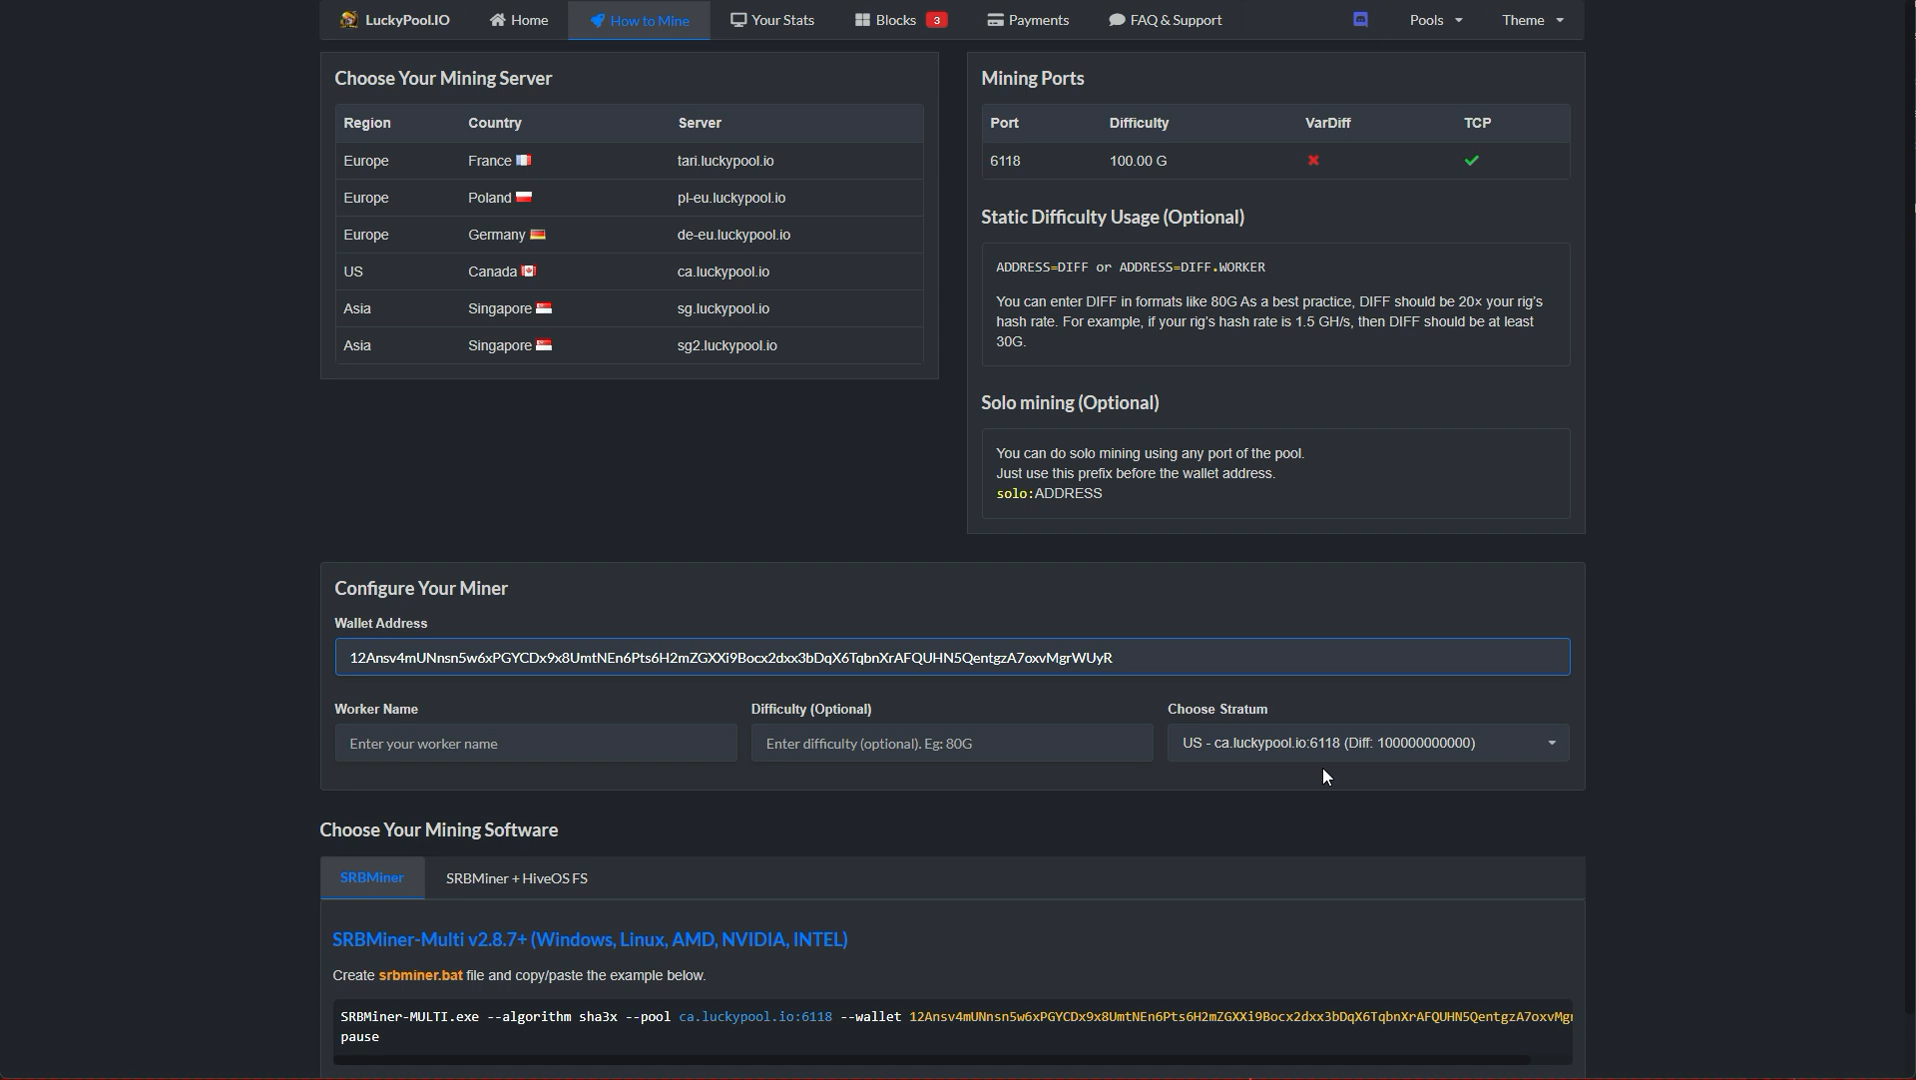 LuckyPool.IO
Home
How to Mine
Your Stats
Blocks 3
Payments
FAQ & Support
Pools
Theme
Choose Your Mining Server
Region Country Server
Europe France tari.luckypool.io
Europe Poland pl-eu.luckypool.io
Europe Germany de-eu.luckypool.io
US Canada ca.luckypool.io
Asia Singapore sg.luckypool.io
Asia Singapore sg2.luckypool.io
Mining Ports
Port Difficulty VarDiff TCP
6118 100.00 G
Static Difficulty Usage (Optional)
ADDRESS=DIFF or ADDRESS=DIFF.WORKER
You can enter DIFF in formats like 80G As a best practice, DIFF should be 20× your rig's
hash rate. For example, if your rig's hash rate is 1.5 GH/s, then DIFF should be at least
30G.
Solo mining (Optional)
You can do solo mining using any port of the pool.
Just use this prefix before the wallet address.
solo:ADDRESS
Configure Your Miner
Wallet Address
12Ansv4mUNnsn5w6xPGYCDx9x8UmtNEn6Pts6H2mZGXXi9Bocx2dxx3bDqX6TqbnXrAFQUHN5QentgzA7oxvMgrWUyR
Worker Name
Enter your worker name
Difficulty (Optional)
Enter difficulty (optional). Eg: 80G
Choose Stratum
US - ca.luckypool.io:6118 (Diff: 100000000000)
Choose Your Mining Software
SRBMiner
SRBMiner + HiveOS FS
SRBMiner-Multi v2.8.7+ (Windows, Linux, AMD, NVIDIA, INTEL)
Create srbminer.bat file and copy/paste the example below.
SRBMiner-MULTI.exe --algorithm sha3x --pool ca.luckypool.io:6118 --wallet 12Ansv4mUNnsn5w6xPGYCDx9x8UmtNEn6Pts6H2mZGXXi9Bocx2dxx3bDqX6TqbnXrAFQUHN5QentgzA7oxvMgr
pause